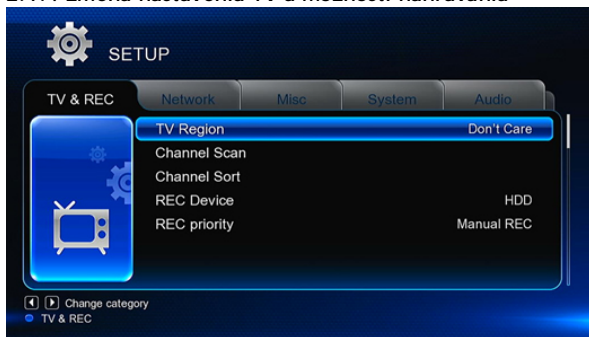 SETUP
TV & REC Network Misc System Audio
TV Region Don't Care
Channel Scan
Channel Sort
REC Device HDD
REC priority Manual REC
Change category
TV & REC